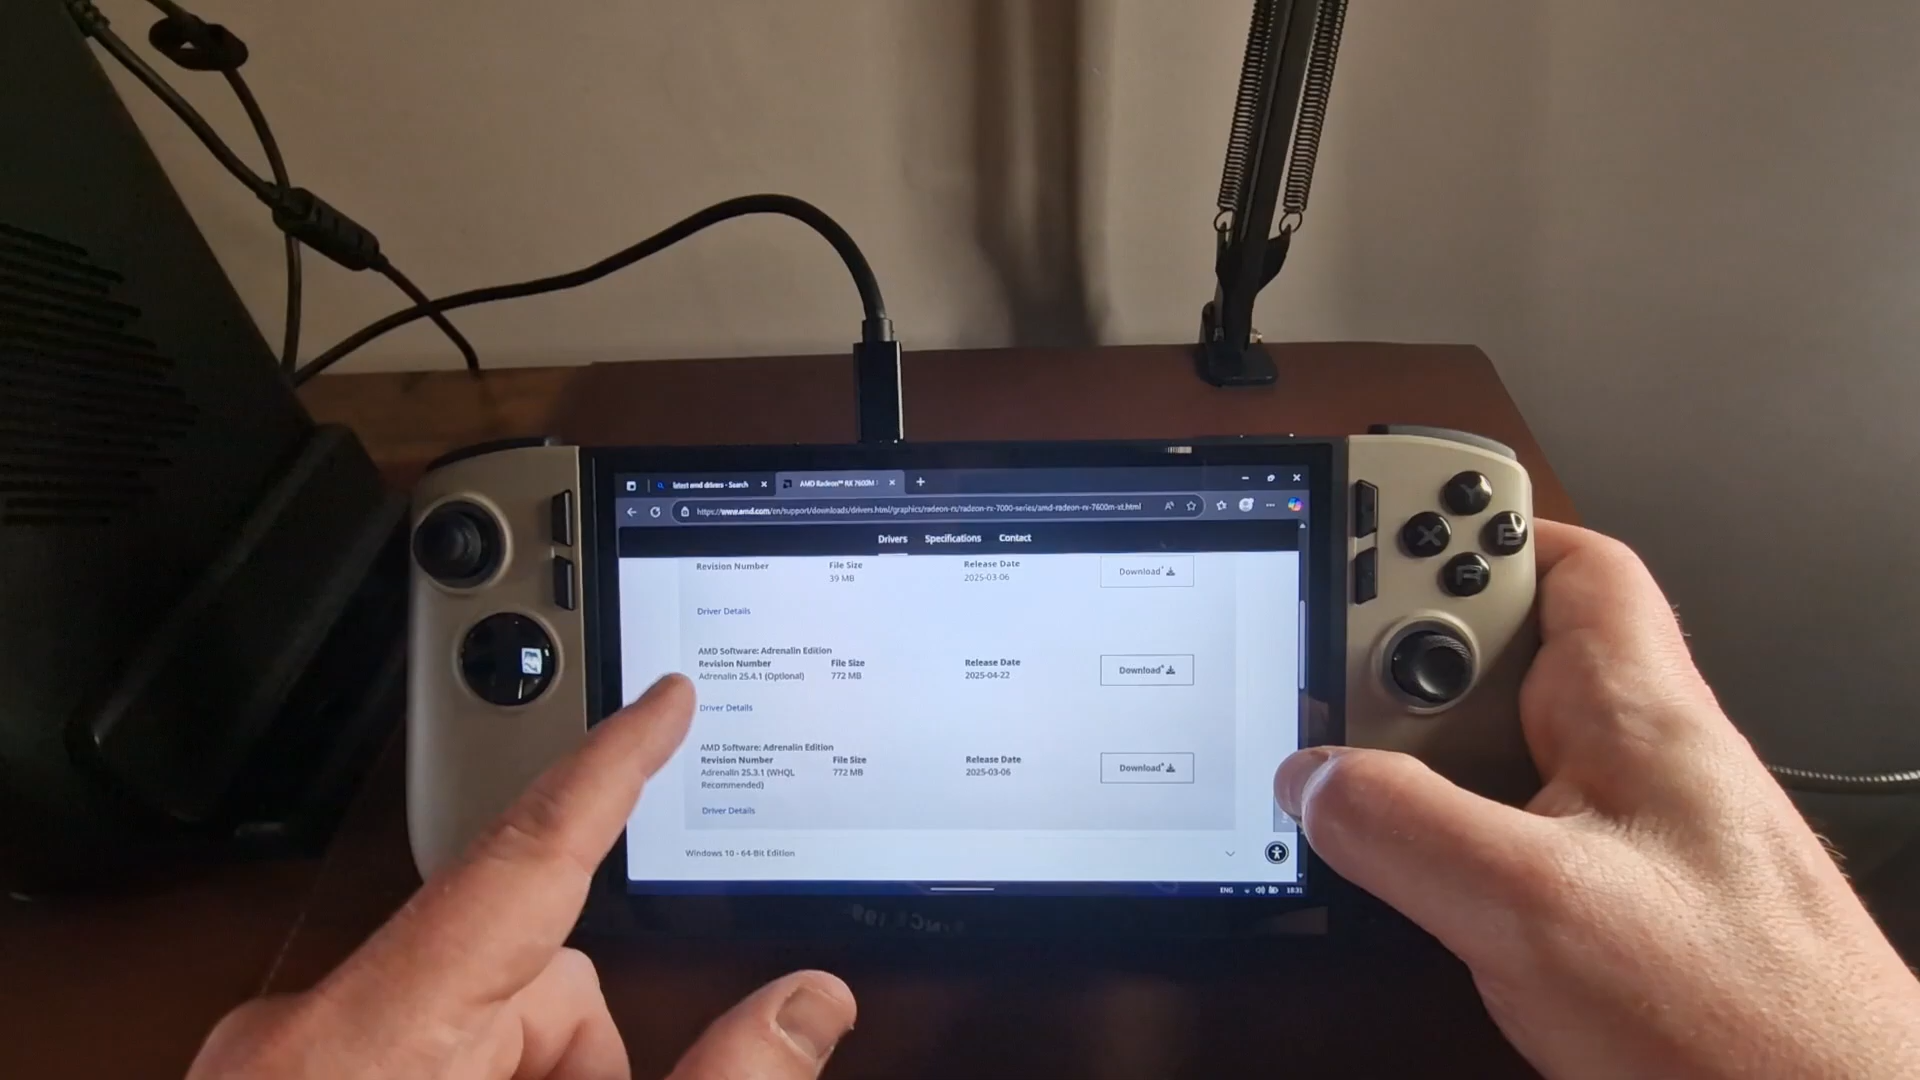 latest amd drivers - Search
AMD Radeon™ RX 7600M
https://www.amd.com/en/support/downloads/drivers.html/graphics/radeon-rx/radeon-rx-7000-series/amd-radeon-rx-7600m-xt.html
Drivers Specifications Contact
Revision Number File Size Release Date
39 MB 2025-03-06 Download*
Driver Details
AMD Software: Adrenalin Edition
Revision Number File Size Release Date
Adrenalin 25.4.1 (Optional) 772 MB 2025-04-22 Download*
Driver Details
AMD Software: Adrenalin Edition
Revision Number File Size Release Date
Adrenalin 25.3.1 (WHQL 772 MB 2025-03-06 Download*
Recommended)
Driver Details
Windows 10 - 64-Bit Edition
ENG 18:31
Y
X B
A